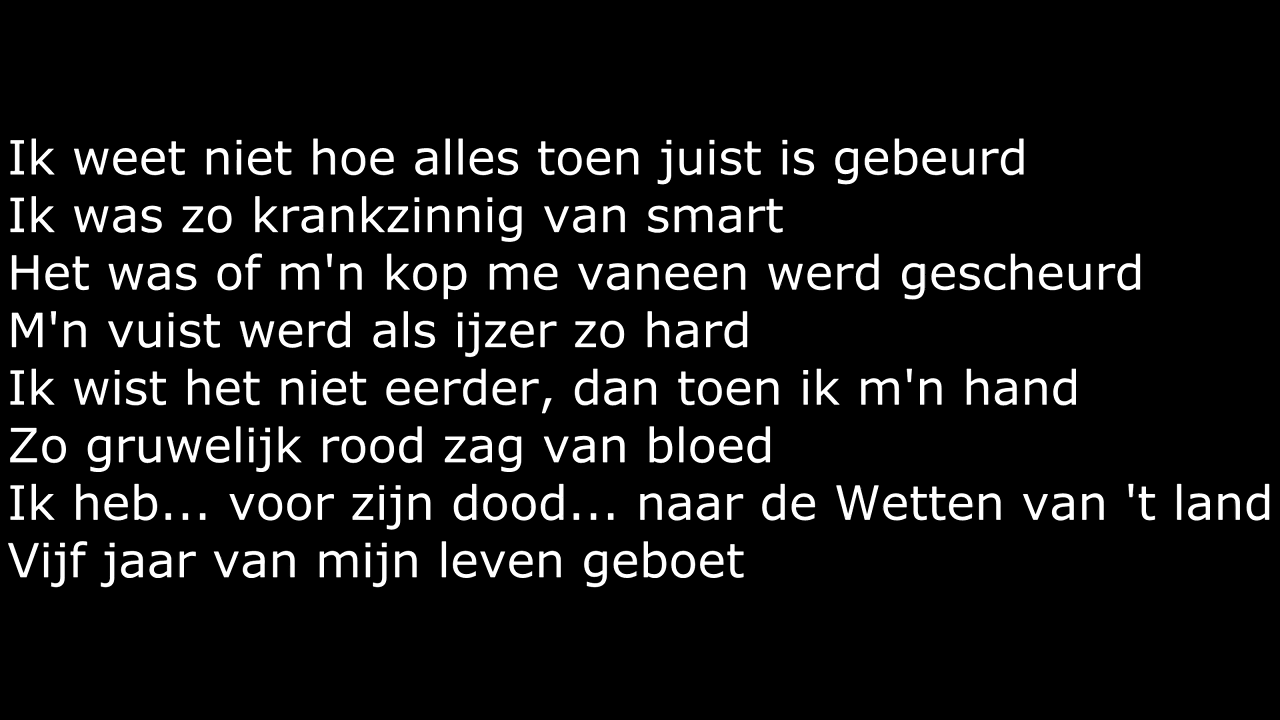 Ik weet niet hoe alles toen juist is gebeurd
Ik was zo krankzinnig van smart
Het was of m'n kop me vaneen werd gescheurd
M'n vuist werd als ijzer zo hard
Ik wist het niet eerder, dan toen ik m'n hand
Zo gruwelijk rood zag van bloed
Ik heb... voor zijn dood... naar de Wetten van 't land
Vijf jaar van mijn leven geboet